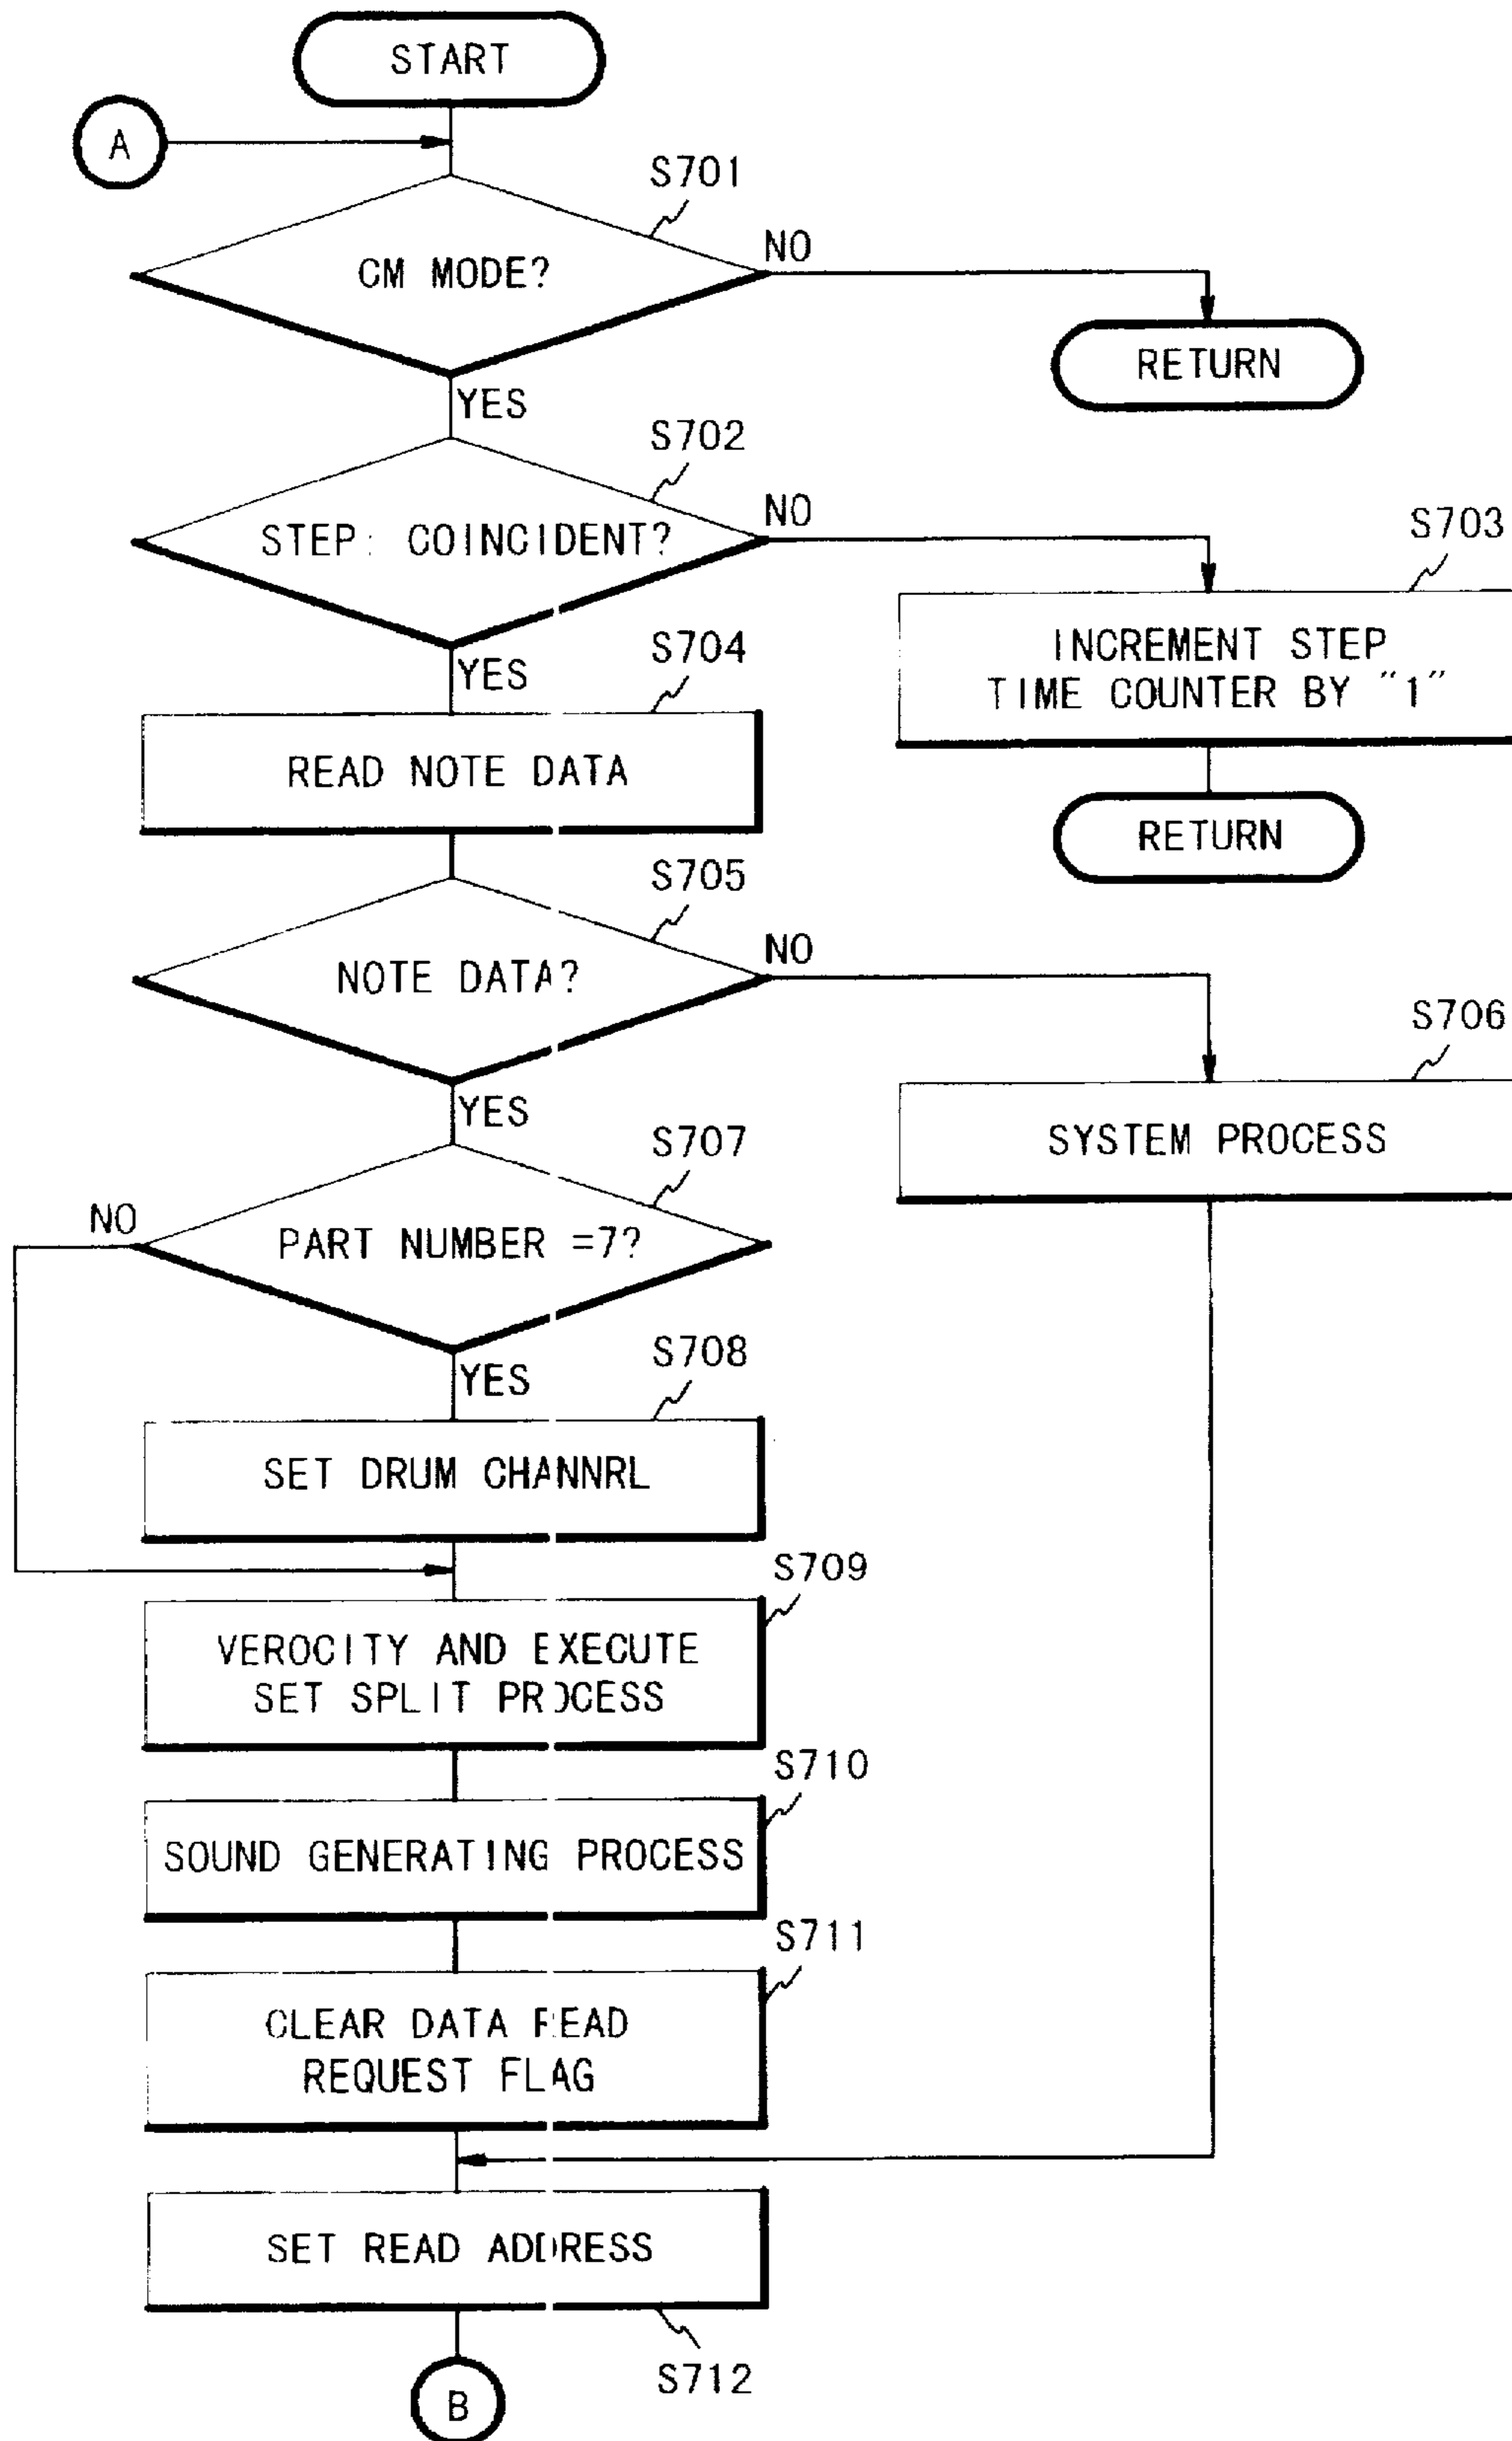 START
A
S701
CM MODE?
NO
RETURN
YES
S702
STEP: COINCIDENT?
NO
S703
INCREMENT STEP
TIME COUNTER BY "1"
RETURN
YES
S704
READ NOTE DATA
S705
NOTE DATA?
NO
S706
SYSTEM PROCESS
YES
S707
NO
PART NUMBER =7?
YES
S708
SET DRUM CHANNRL
S709
VEROCITY AND EXECUTE
SET SPLIT PROCESS
S710
SOUND GENERATING PROCESS
S711
CLEAR DATA READ
REQUEST FLAG
SET READ ADDRESS
S712
B